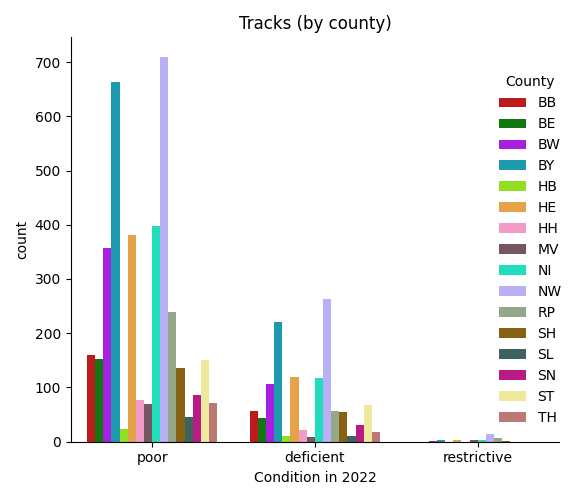 Tracks (by county)
count
700
600
500
400
300
200
100
0
poor
deficient
restrictive
Condition in 2022
County
BB
BE
BW
BY
HB
HE
HH
MV
NI
NW
RP
SH
SL
SN
ST
TH